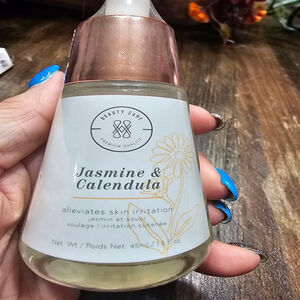 BEAUTY CARE
PREMIUM QUALITY
Jasmine &
Calendula
alleviates skin irritation
jasmin et souci
soulage l'irritation cutanée
Net. Wt / Poids Net. 45mL / 1.5 fl.oz